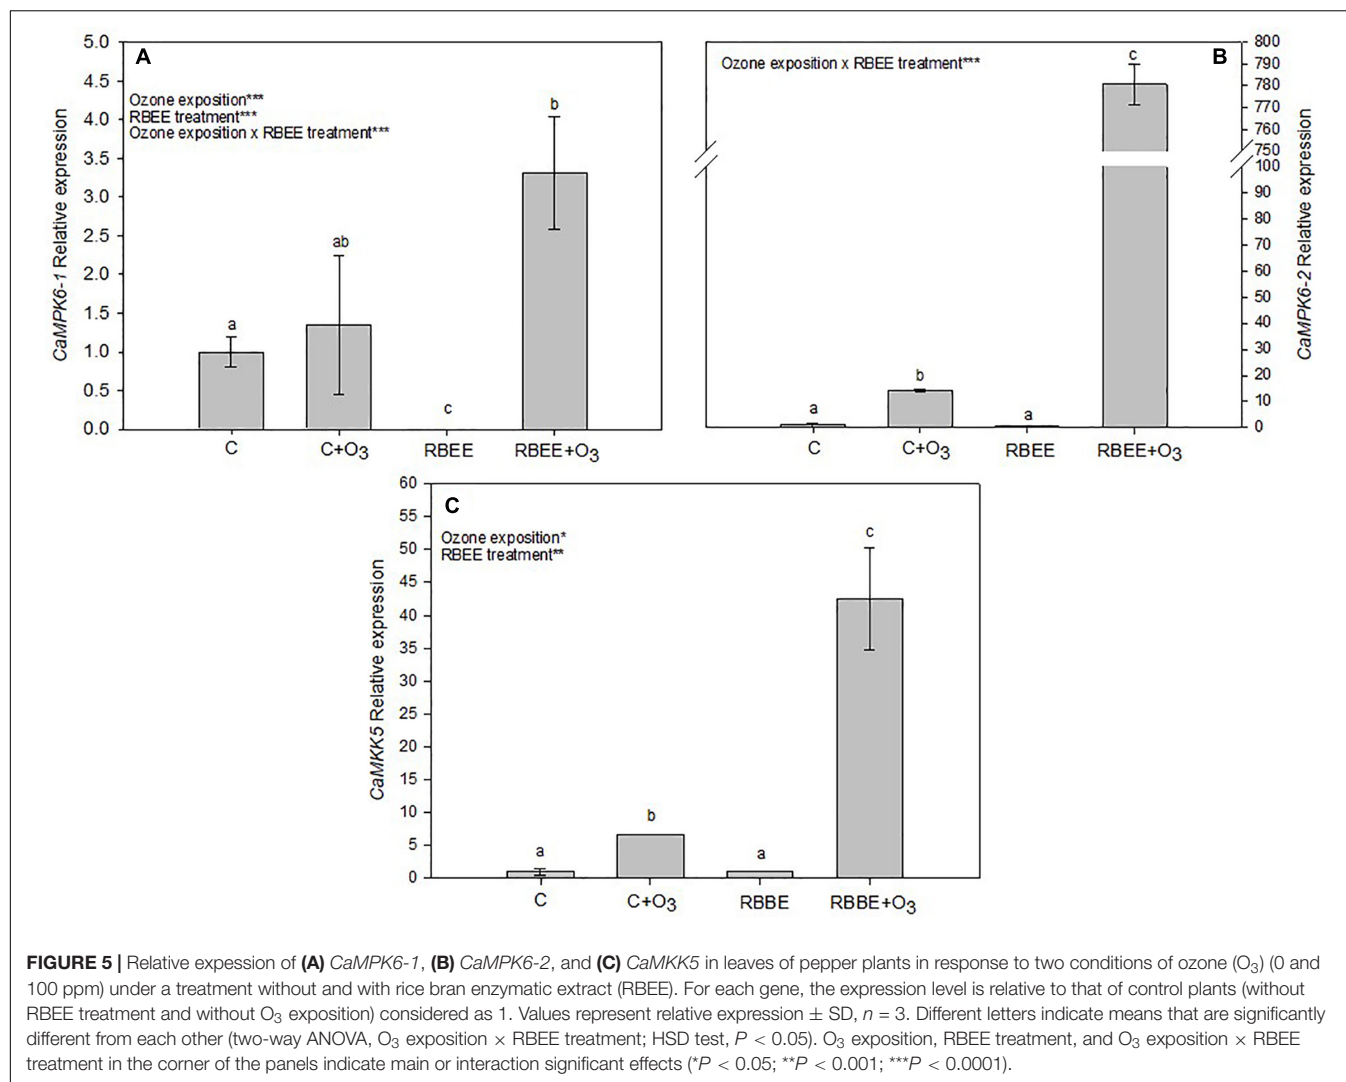 A
5.0
4.5
4.0
3.5
3.0
2.5
2.0
1.5
1.0
0.5
0.0
CaMPK6-1 Relative expression
Ozone exposition***
RBEE treatment***
Ozone exposition x RBEE treatment***
a
ab
c
b
C
C+O3
RBEE
RBEE+O3
B
Ozone exposition x RBEE treatment***
800
790
780
770
760
750
100
90
80
70
60
50
40
30
20
10
0
CaMPK6-2 Relative expression
a
b
a
c
C
C+O3
RBEE
RBEE+O3
C
60
55
50
45
40
35
30
25
20
15
10
5
0
CaMKK5 Relative expression
Ozone exposition*
RBEE treatment**
a
b
a
c
C
C+O3
RBBE
RBBE+O3
FIGURE 5 | Relative expession of (A) CaMPK6-1, (B) CaMPK6-2, and (C) CaMKK5 in leaves of pepper plants in response to two conditions of ozone (O3) (0 and
100 ppm) under a treatment without and with rice bran enzymatic extract (RBEE). For each gene, the expression level is relative to that of control plants (without
RBEE treatment and without O3 exposition) considered as 1. Values represent relative expression ± SD, n = 3. Different letters indicate means that are significantly
different from each other (two-way ANOVA, O3 exposition × RBEE treatment; HSD test, P < 0.05). O3 exposition, RBEE treatment, and O3 exposition × RBEE
treatment in the corner of the panels indicate main or interaction significant effects (*P < 0.05; **P < 0.001; ***P < 0.0001).